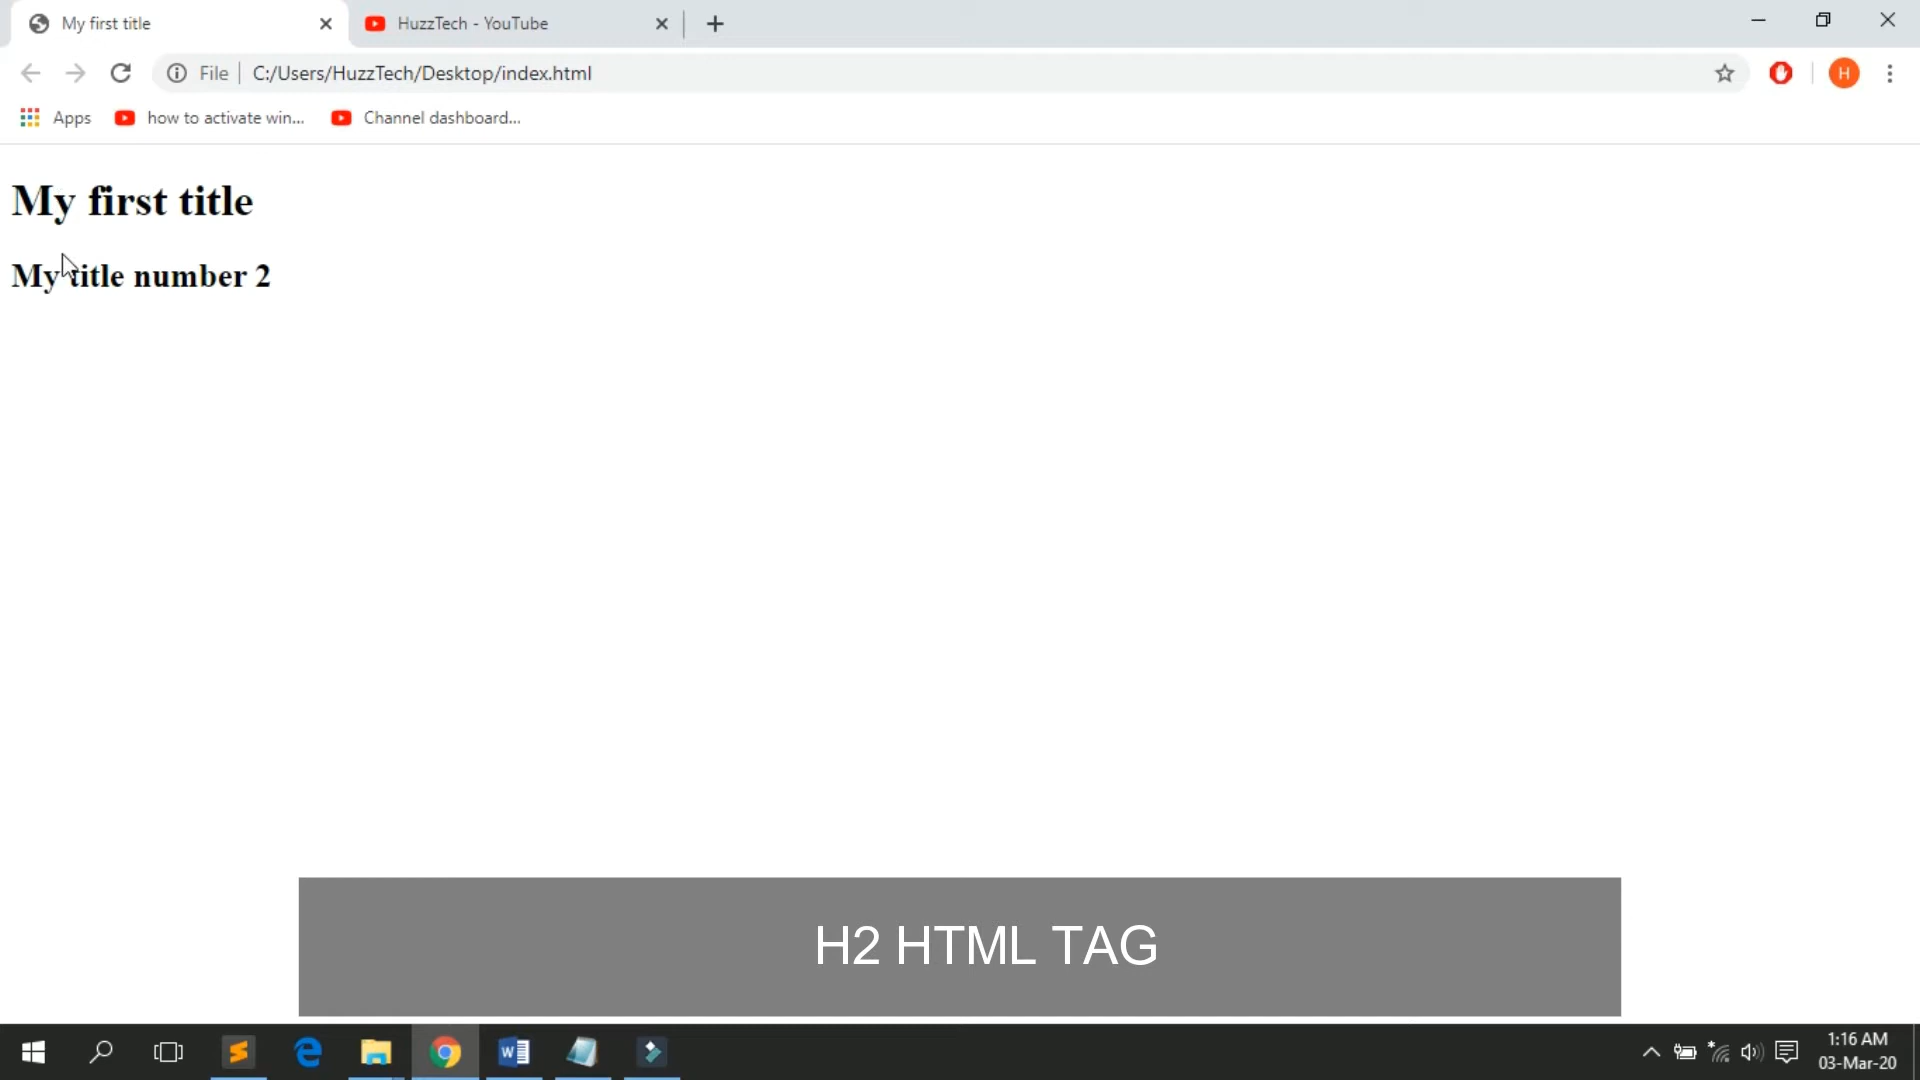 My first title
HuzzTech - YouTube
File
C:/Users/HuzzTech/Desktop/index.html
H
Apps
how to activate win...
Channel dashboard...
My first title
My title number 2
H2 HTML TAG
1:16 AM
03-Mar-20